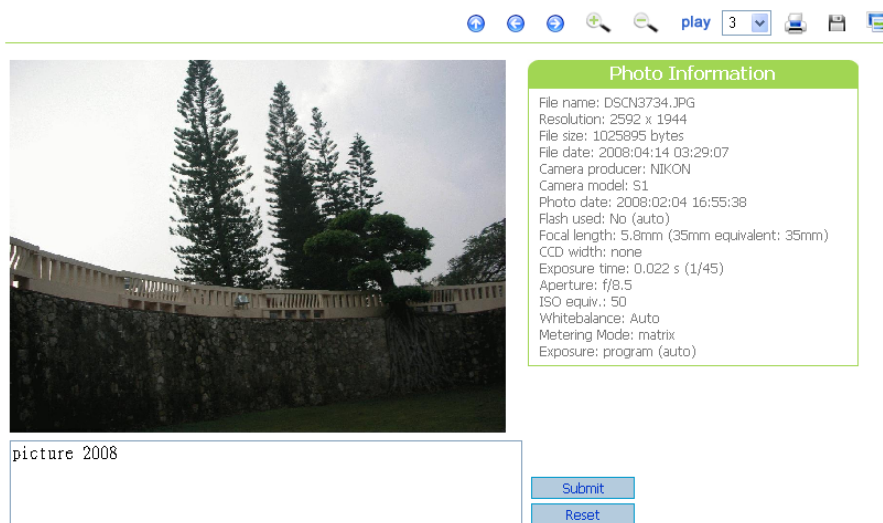 play 3
Photo Information
File name: DSCN3734.JPG
Resolution: 2592 x 1944
File size: 1025895 bytes
File date: 2008:04:14 03:29:07
Camera producer: NIKON
Camera model: S1
Photo date: 2008:02:04 16:55:38
Flash used: No (auto)
Focal length: 5.8mm (35mm equivalent: 35mm)
CCD width: none
Exposure time: 0.022 s (1/45)
Aperture: f/8.5
ISO equiv.: 50
Whitebalance: Auto
Metering Mode: matrix
Exposure: program (auto)
picture 2008
Submit
Reset